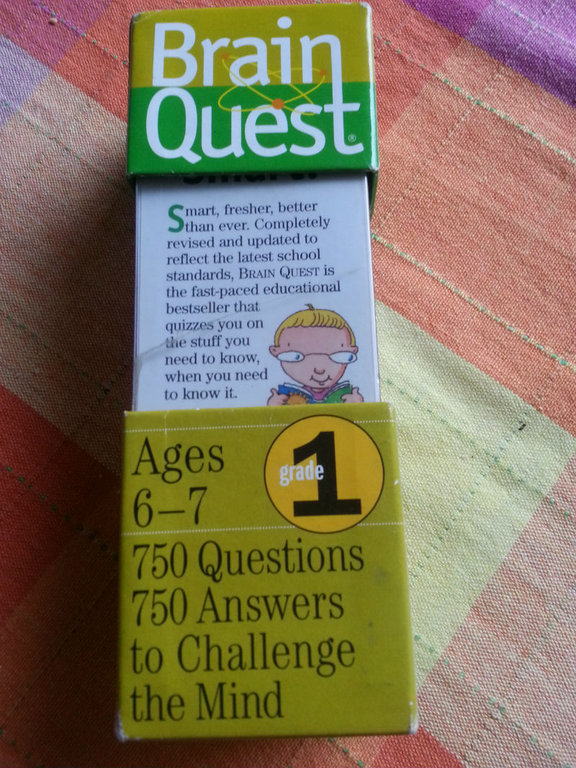 Brain
Quest®
Smart, fresher, better
than ever. Completely
revised and updated to
reflect the latest school
standards, BRAIN QUEST is
the fast-paced educational
bestseller that
quizzes you on
the stuff you
need to know,
when you need
to know it.
Ages
6–7
grade 1
750 Questions
750 Answers
to Challenge
the Mind